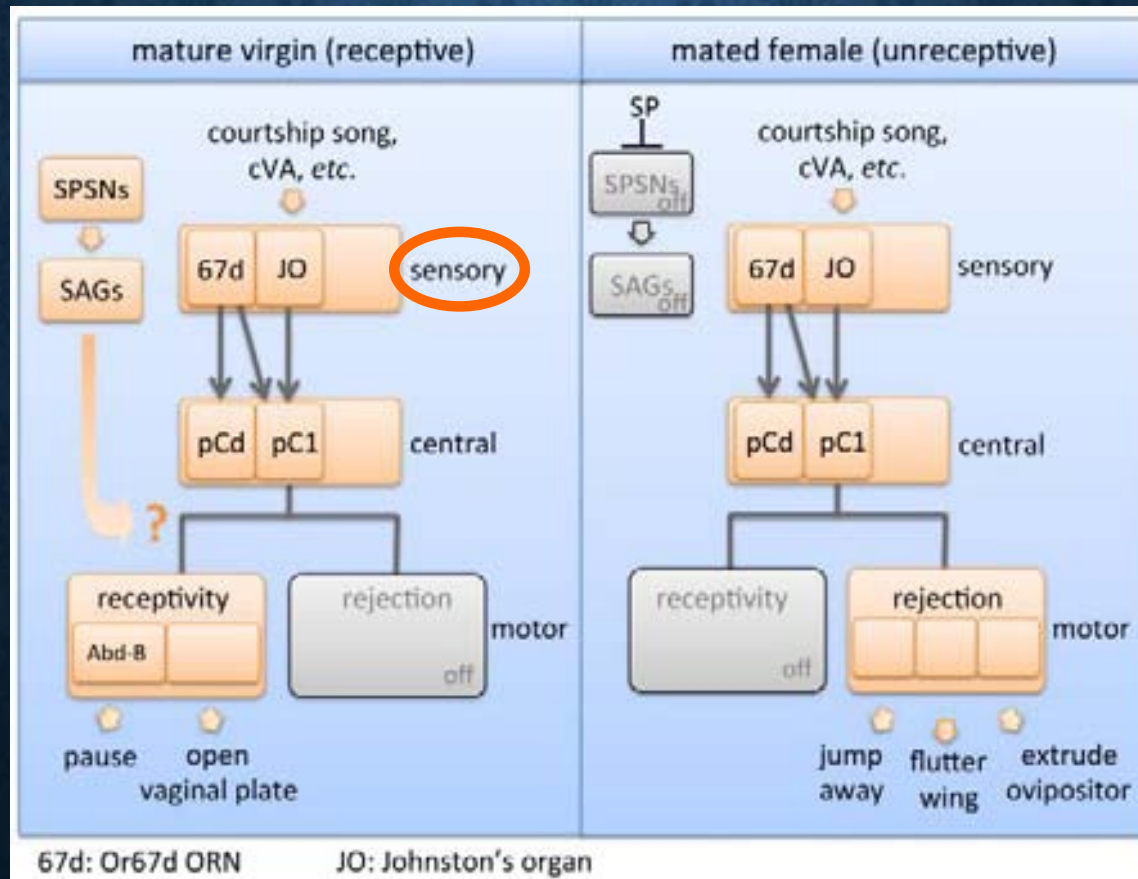 mature virgin (receptive)
SPSNs
SAGs
courtship song,
cVA, etc.
67d JO
sensory
pCd pC1
central
?
receptivity
Abd-B
rejection
off
motor
pause
open
vaginal plate
mated female (unreceptive)
SP
SPSNs
off
SAGs
off
courtship song,
cVA, etc.
67d JO
sensory
pCd pC1
central
receptivity
off
rejection
motor
jump
away
flutter
wing
extrude
ovipositor
67d: Or67d ORN JO: Johnston's organ